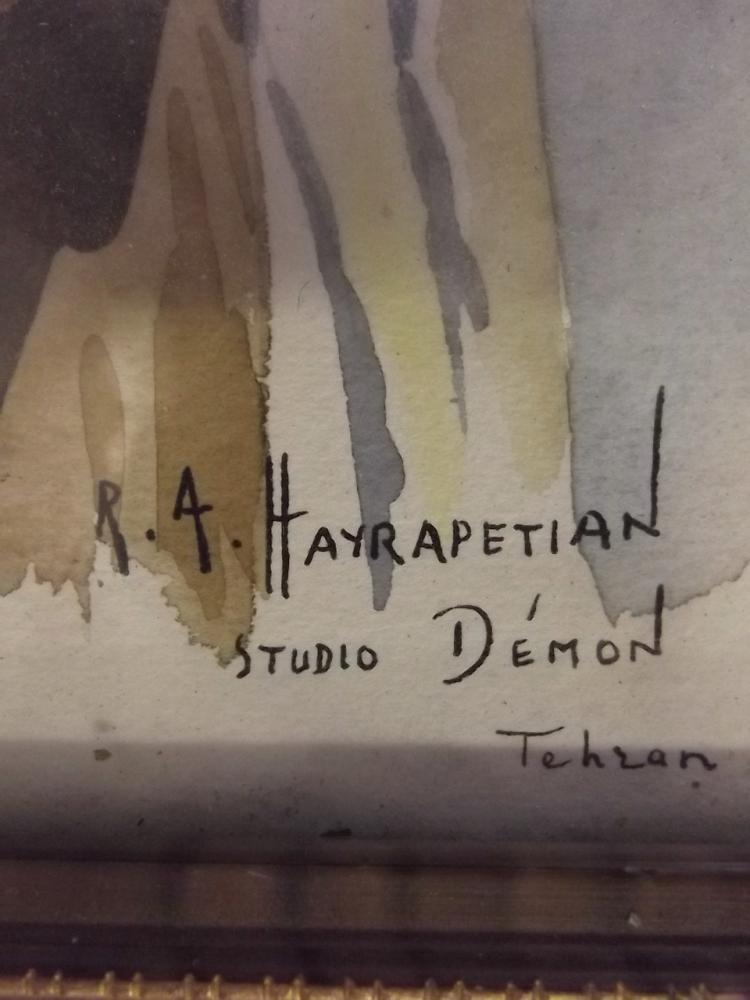 R. A. HAYRAPETIAN
STUDIO DÉMON
Tehran